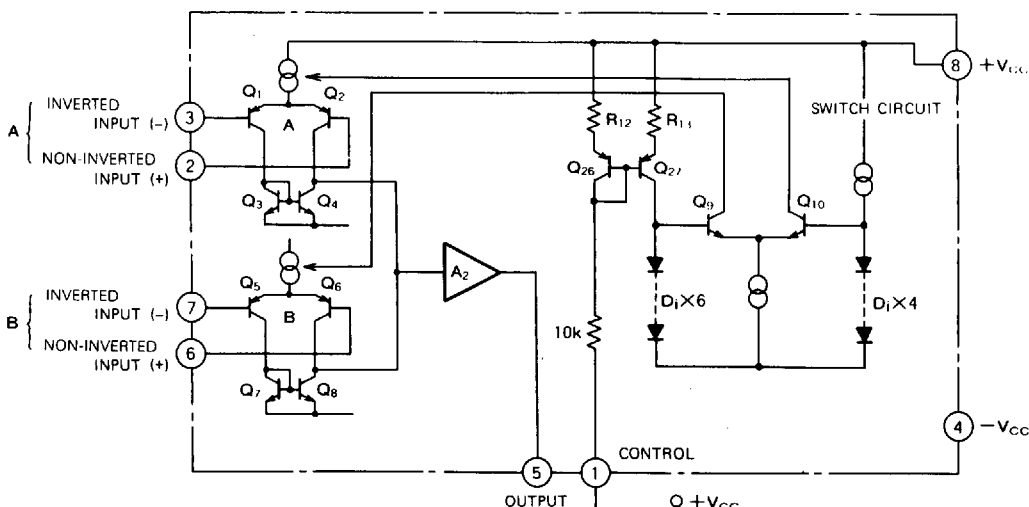 8
+VCC
SWITCH CIRCUIT
A
INVERTED
INPUT (-)
3
Q1
Q2
A
NON-INVERTED
INPUT (+)
2
Q3
Q4
R12
R13
Q26
Q27
Q9
Q10
B
INVERTED
INPUT (-)
7
Q5
Q6
B
NON-INVERTED
INPUT (+)
6
Q7
Q8
A2
10k
Di×6
Di×4
4
-VCC
5
OUTPUT
1
CONTROL
+VCC